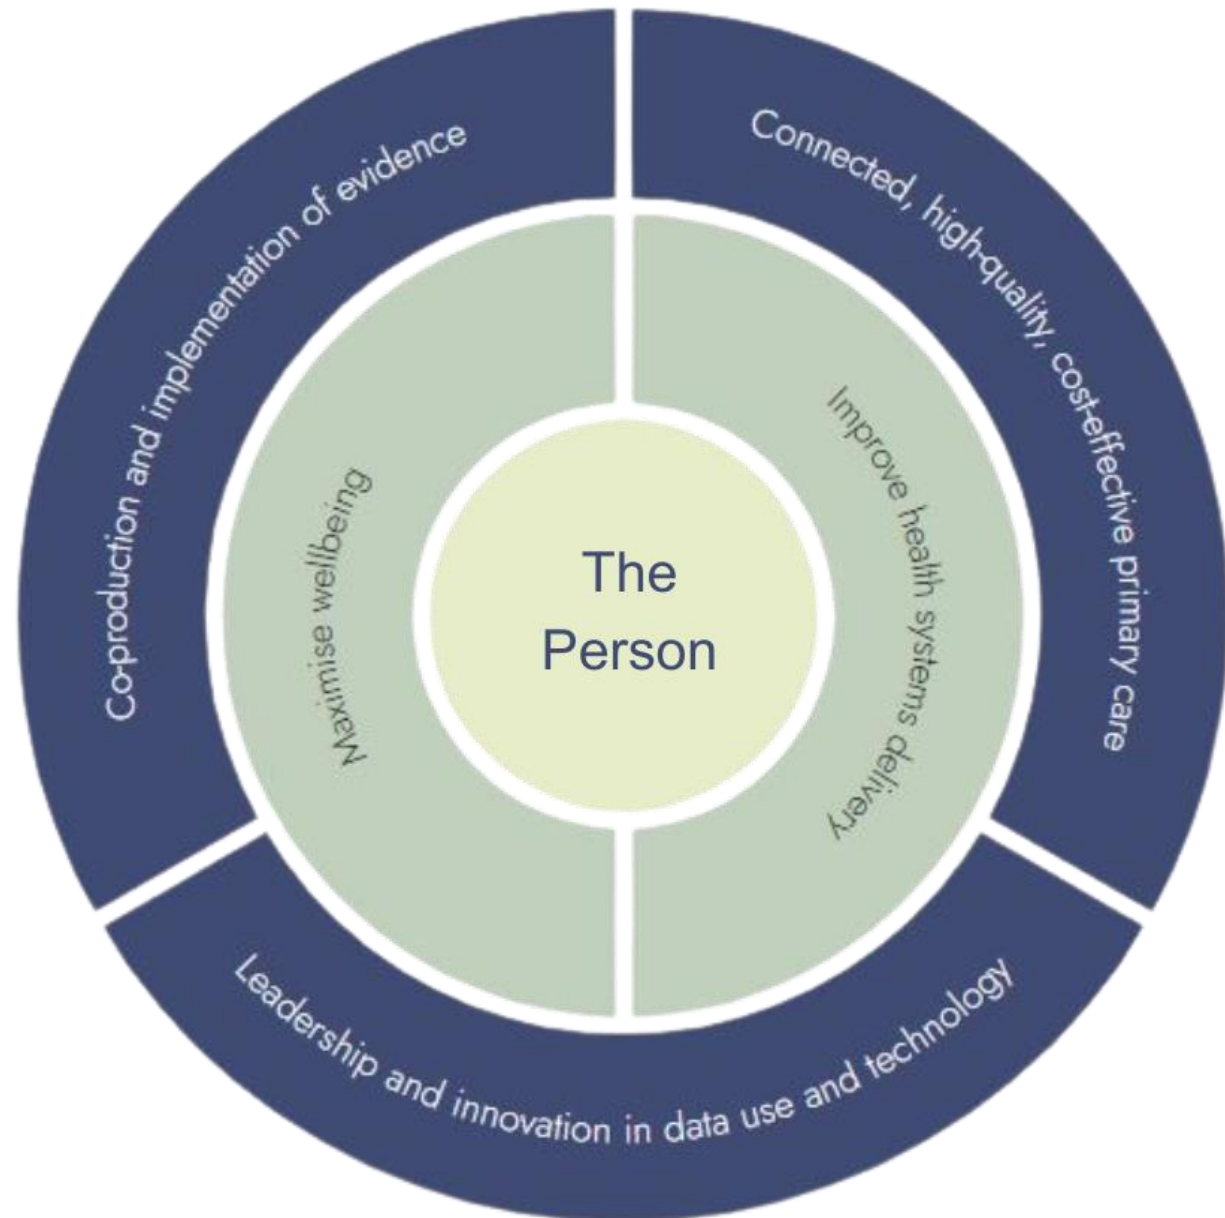 Co-production and implementation of evidence
Connected, high-quality, cost-effective primary care
Maximise wellbeing
Improve health systems delivery
The
Person
Leadership and innovation in data use and technology